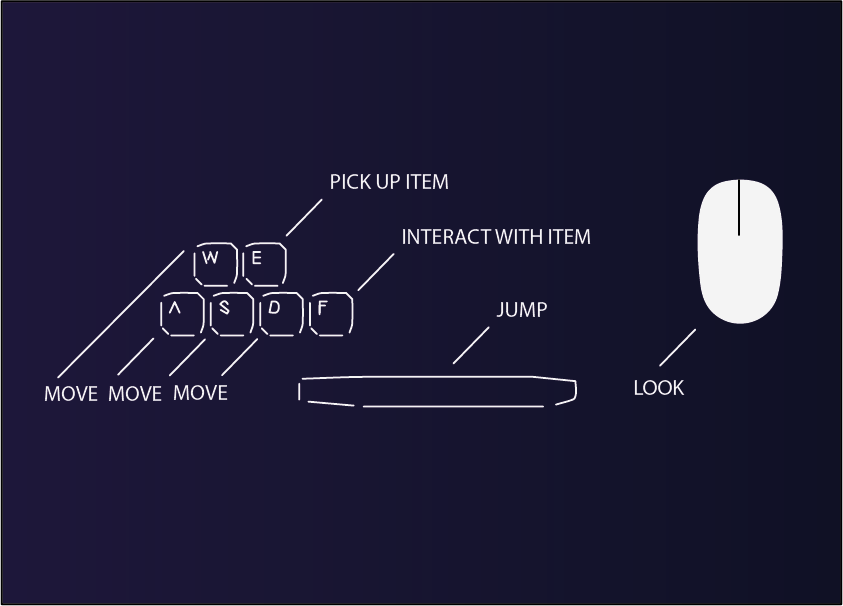 PICK UP ITEM
INTERACT WITH ITEM
W E
A S D F
JUMP
MOVE MOVE MOVE
LOOK